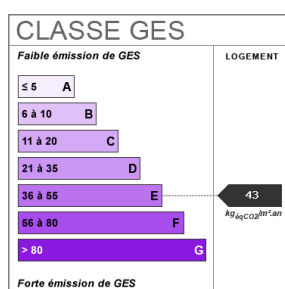 CLASSE GES
Faible émission de GES
LOGEMENT
≤ 5 A
6 à 10 B
11 à 20 C
21 à 35 D
36 à 55 E
43
kgéqCO2/m².an
56 à 80 F
> 80 G
Forte émission de GES